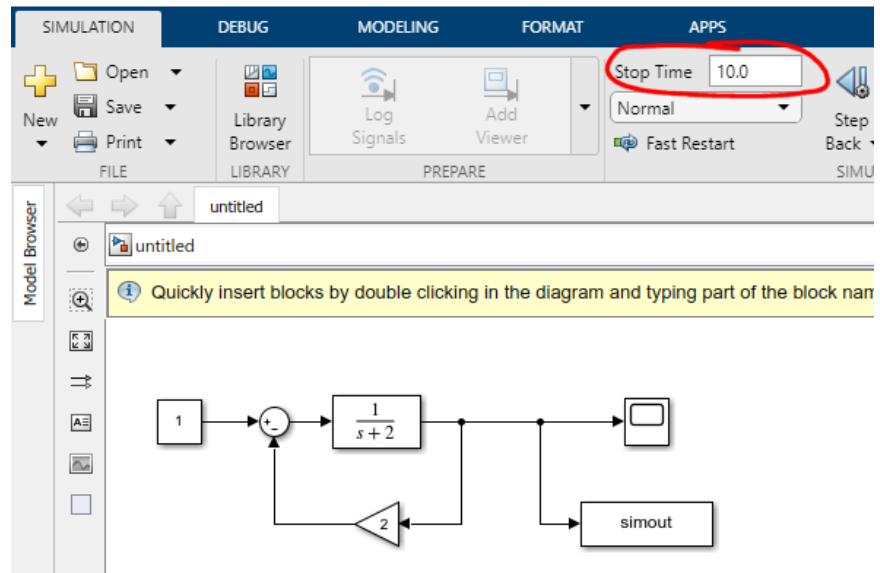 SIMULATION DEBUG MODELING FORMAT APPS
Open
Save
Print
New
Library
Browser
Log
Signals
Add
Viewer
Stop Time 10.0
Normal
Fast Restart
Step
Back
FILE LIBRARY PREPARE SIMU
Model Browser
untitled
untitled
Quickly insert blocks by double clicking in the diagram and typing part of the block nam
1
+
-
1
s + 2
2
simout